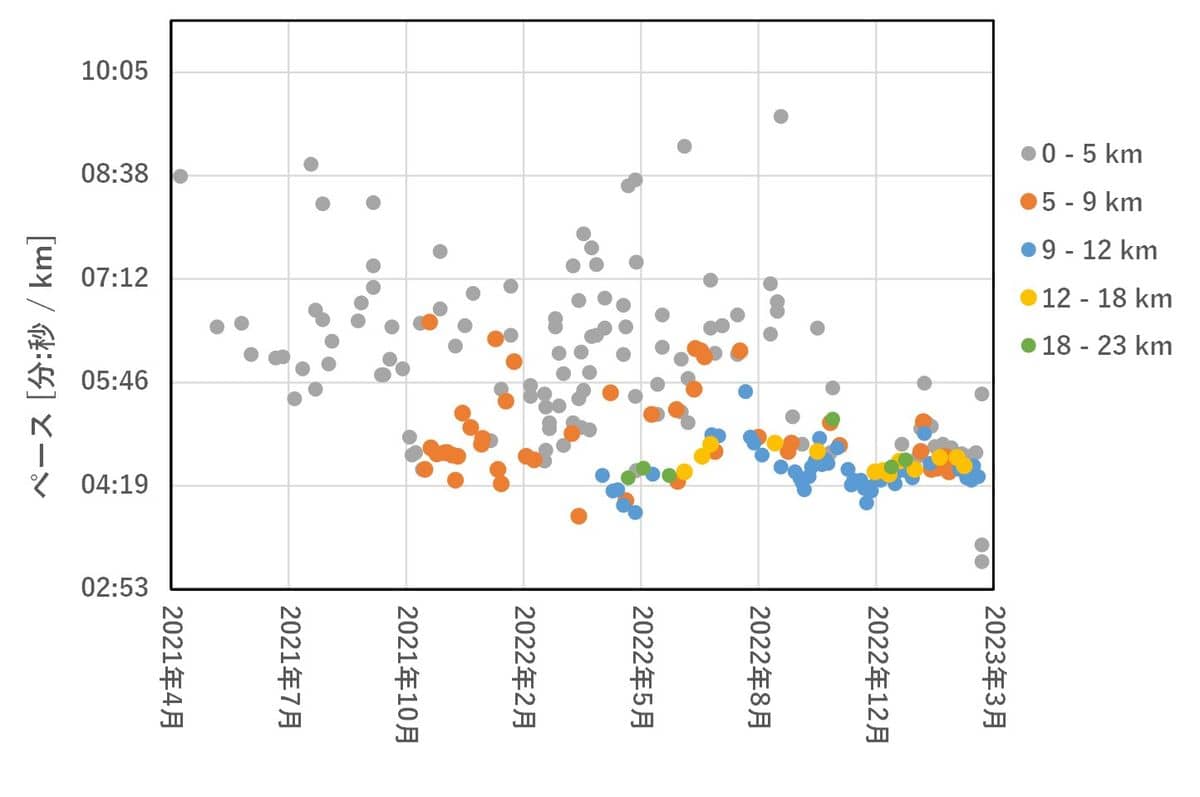 ペース [分:秒 / km]
10:05
08:38
07:12
05:46
04:19
02:53
2021年4月
2021年7月
2021年10月
2022年2月
2022年5月
2022年8月
2022年12月
2023年3月
0 - 5 km
5 - 9 km
9 - 12 km
12 - 18 km
18 - 23 km